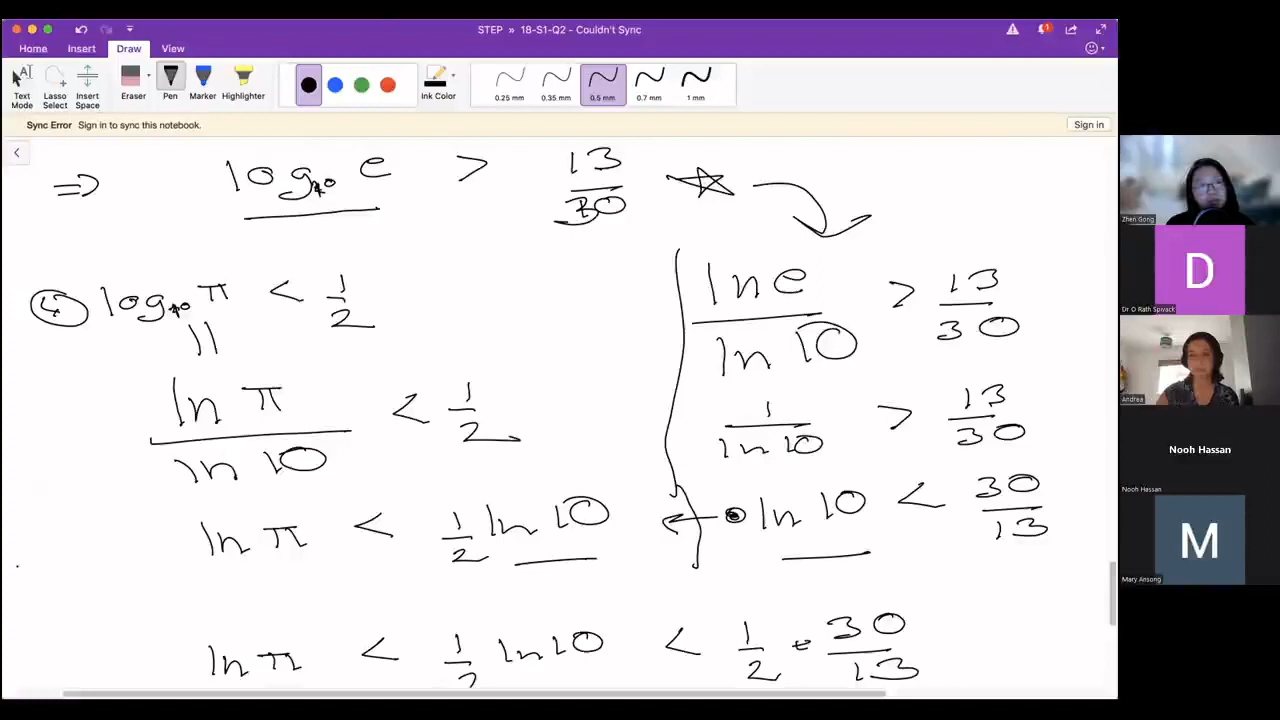 STEP » 18-S1-Q2 - Couldn't Sync
Home Insert Draw View
Text Mode
Lasso Select
Insert Space
Eraser
Pen
Marker
Highlighter
Ink Color
0.25 mm
0.35 mm
0.5 mm
0.7 mm
1 mm
Sync Error Sign in to sync this notebook.
Sign in
⇒ log₁₀ e > 13/30 ☆
④ log₁₀ π < 1/2
ln π / ln 10 < 1/2
ln π < 1/2 ln 10
ln e / ln 10 > 13/30
1 / ln 10 > 13/30
← • ln 10 < 30/13
ln π < 1/2 ln 10 < 1/2 • 30/13
Zhen Gong
D
Dr O Rath Spivack
Andrea
Nooh Hassan
Nooh Hassan
M
Mary Ansong
1